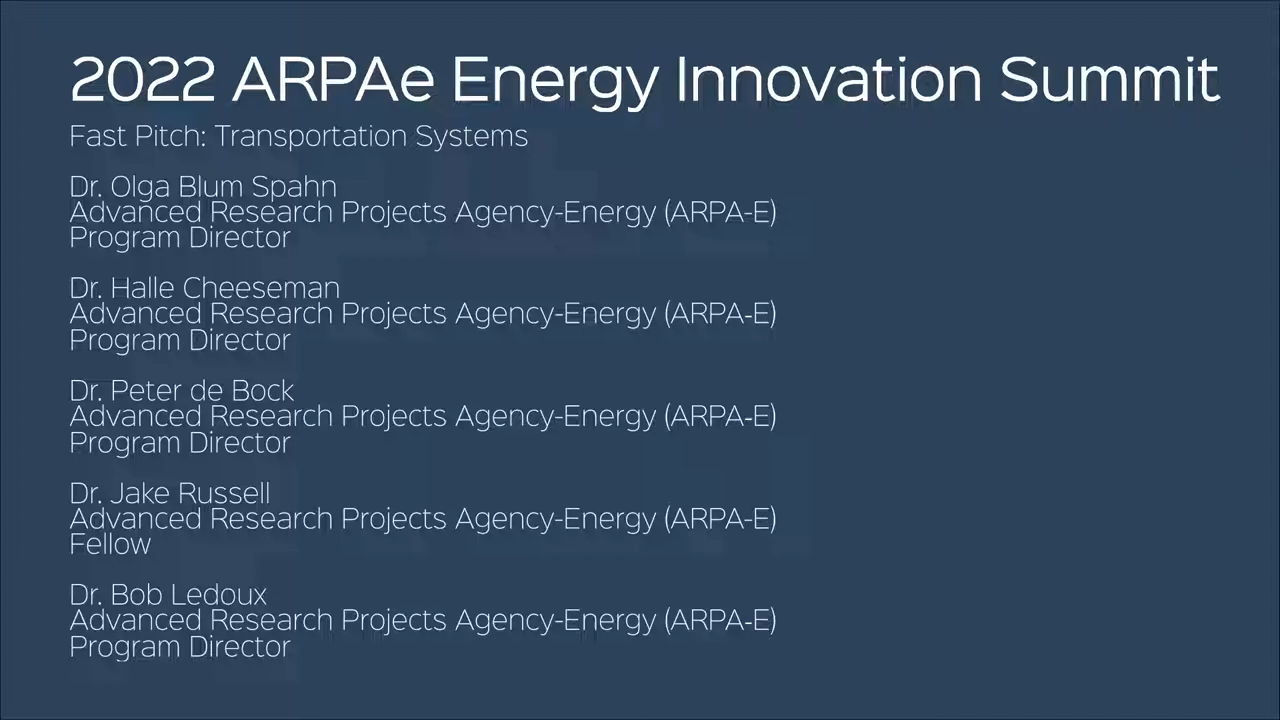 2022 ARPAe Energy Innovation Summit
Fast Pitch: Transportation Systems
Dr. Olga Blum Spahn
Advanced Research Projects Agency-Energy (ARPA-E)
Program Director
Dr. Halle Cheeseman
Advanced Research Projects Agency-Energy (ARPA-E)
Program Director
Dr. Peter de Bock
Advanced Research Projects Agency-Energy (ARPA-E)
Program Director
Dr. Jake Russell
Advanced Research Projects Agency-Energy (ARPA-E)
Fellow
Dr. Bob Ledoux
Advanced Research Projects Agency-Energy (ARPA-E)
Program Director